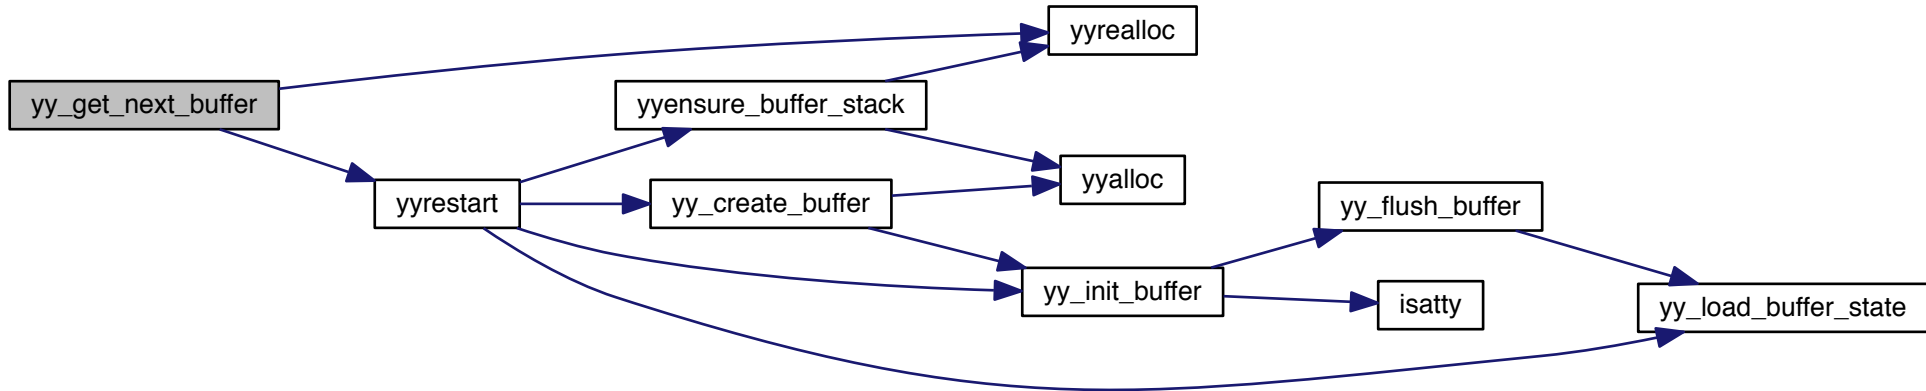 yyrealloc
yy_get_next_buffer
yyensure_buffer_stack
yyalloc
yyrestart
yy_create_buffer
yy_flush_buffer
yy_init_buffer
isatty
yy_load_buffer_state